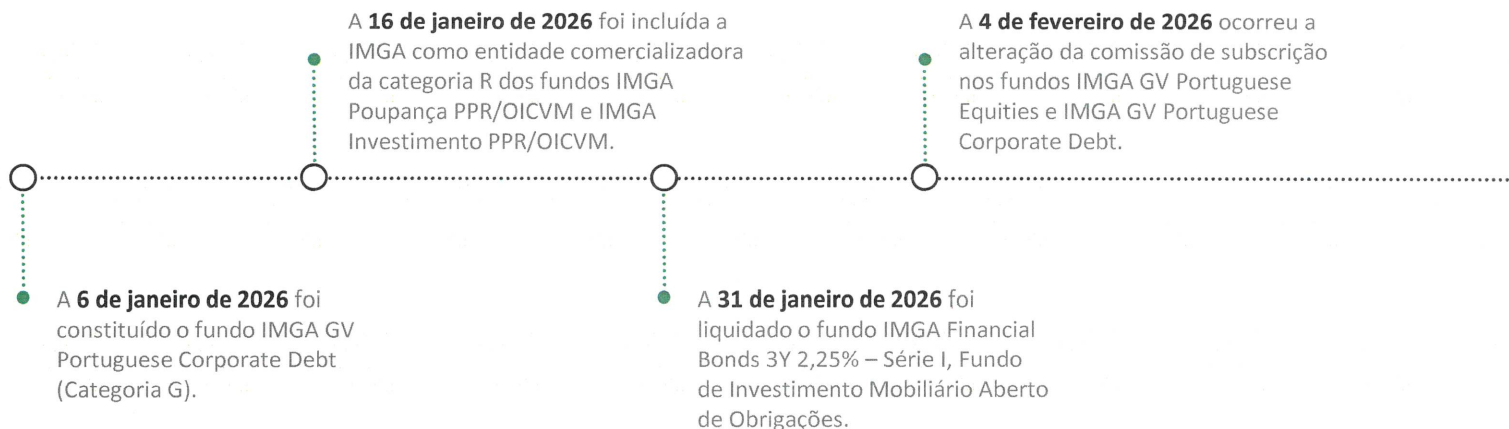 A 16 de janeiro de 2026 foi incluída a
IMGA como entidade comercializadora
da categoria R dos fundos IMGA
Poupança PPR/OICVM e IMGA
Investimento PPR/OICVM.
A 4 de fevereiro de 2026 ocorreu a
alteração da comissão de subscrição
nos fundos IMGA GV Portuguese
Equities e IMGA GV Portuguese
Corporate Debt.
A 6 de janeiro de 2026 foi
constituído o fundo IMGA GV
Portuguese Corporate Debt
(Categoria G).
A 31 de janeiro de 2026 foi
liquidado o fundo IMGA Financial
Bonds 3Y 2,25% – Série I, Fundo
de Investimento Mobiliário Aberto
de Obrigações.